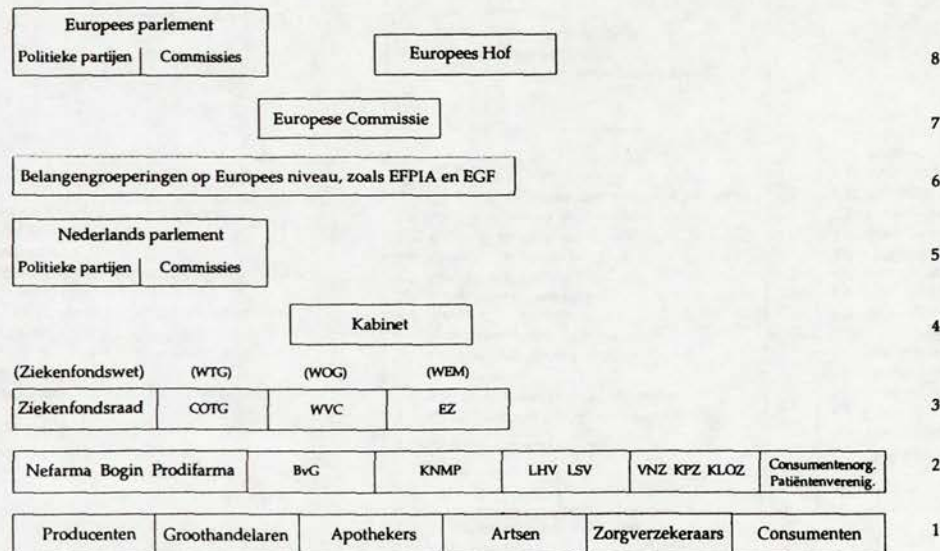 Europees parlement
Politieke partijen Commissies
Europees Hof
8
Europese Commissie
7
Belangengroeperingen op Europees niveau, zoals EFPIA en EGF
6
Nederlands parlement
Politieke partijen Commissies
5
Kabinet
4
(Ziekenfondswet) (WTG) (WOG) (WEM)
Ziekenfondsraad COTG WVC EZ
3
Nefarma Bogin Prodifarma BvG KNMP LHV LSV VNZ KPZ KLOZ Consumentenorg.
Patiëntenverenig.
2
Producenten Groothandelaren Apothekers Artsen Zorgverzekeraars Consumenten
1